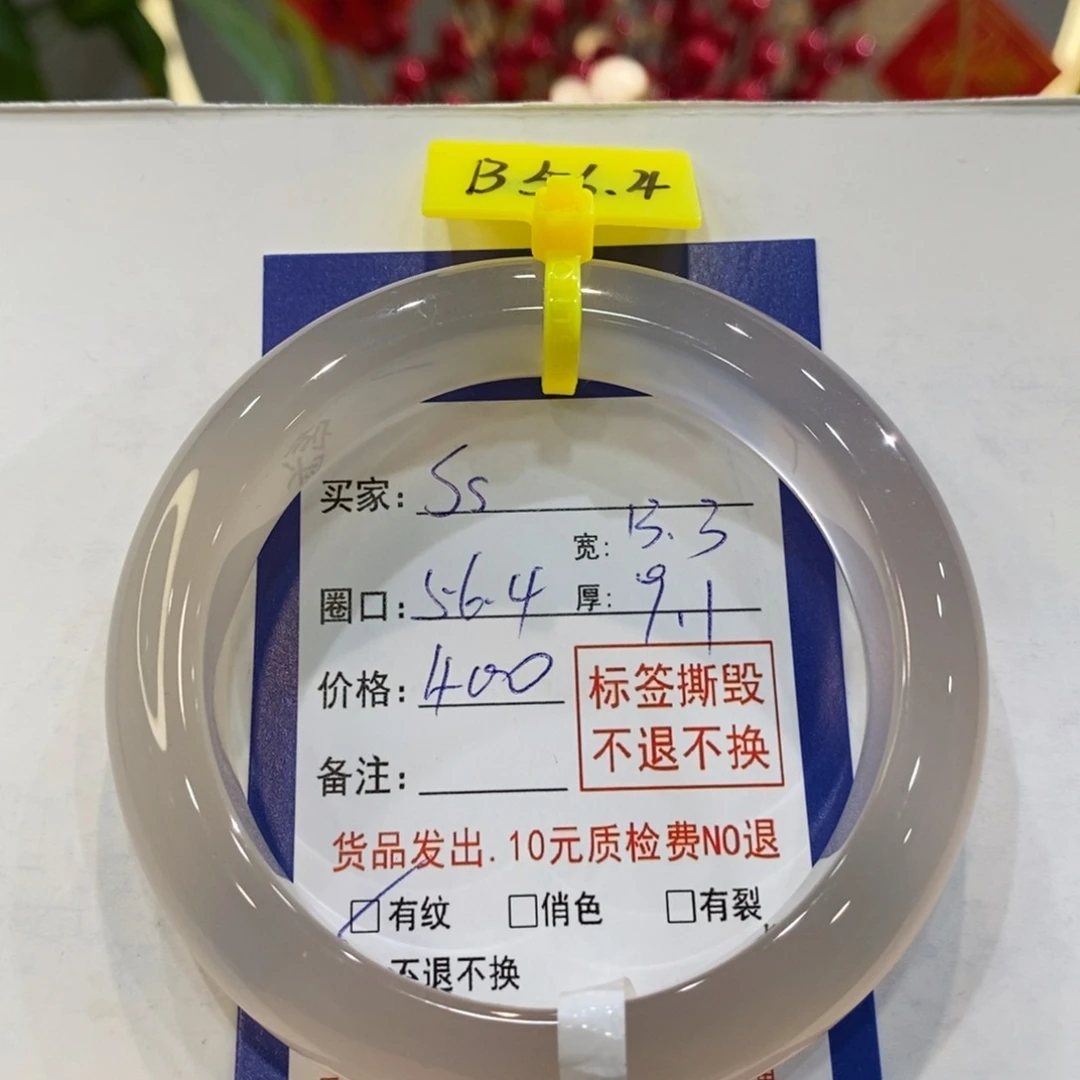 B 56.4
买家: Ss
宽: 13.3
圈口: 56.4 厚: 9.1
价格: 400
标签撕毁
不退不换
备注:
货品发出.10元质检费NO退
有纹 俏色 有裂
不退不换